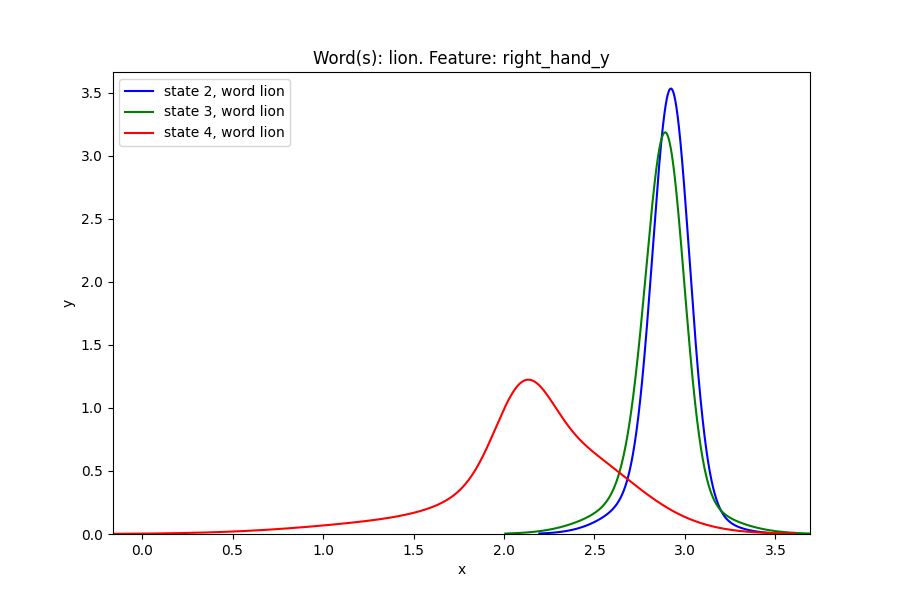 Word(s): lion. Feature: right_hand_y
state 2, word lion
state 3, word lion
state 4, word lion
3.5
3.0
2.5
2.0
1.5
1.0
0.5
0.0
y
0.0 0.5 1.0 1.5 2.0 2.5 3.0 3.5
x